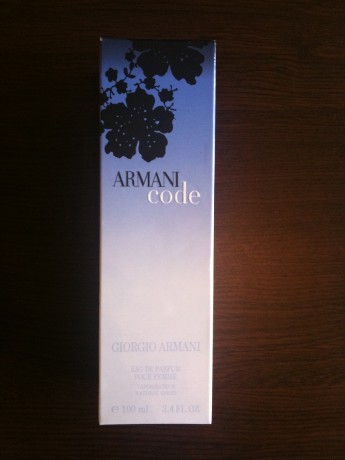 ARMANI
code
GIORGIO ARMANI
EAU DE PARFUM
POUR FEMME
℮ 100 ml 3.4 FL. OZ.